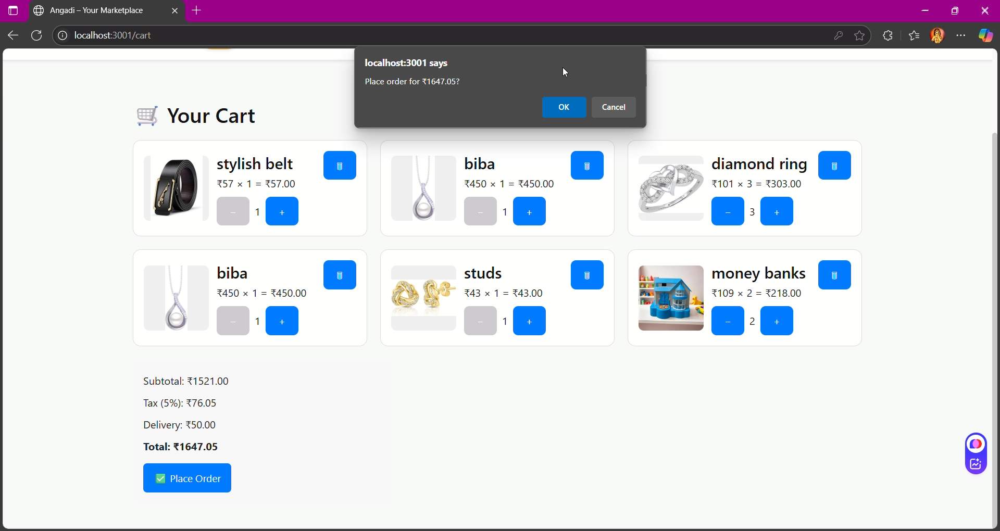 Angadi – Your Marketplace
localhost:3001/cart
localhost:3001 says
Place order for ₹1647.05?
OK
Cancel
Your Cart
stylish belt
₹57 × 1 = ₹57.00
– 1 +
biba
₹450 × 1 = ₹450.00
– 1 +
diamond ring
₹101 × 3 = ₹303.00
– 3 +
biba
₹450 × 1 = ₹450.00
– 1 +
studs
₹43 × 1 = ₹43.00
– 1 +
money banks
₹109 × 2 = ₹218.00
– 2 +
Subtotal: ₹1521.00
Tax (5%): ₹76.05
Delivery: ₹50.00
Total: ₹1647.05
✅ Place Order